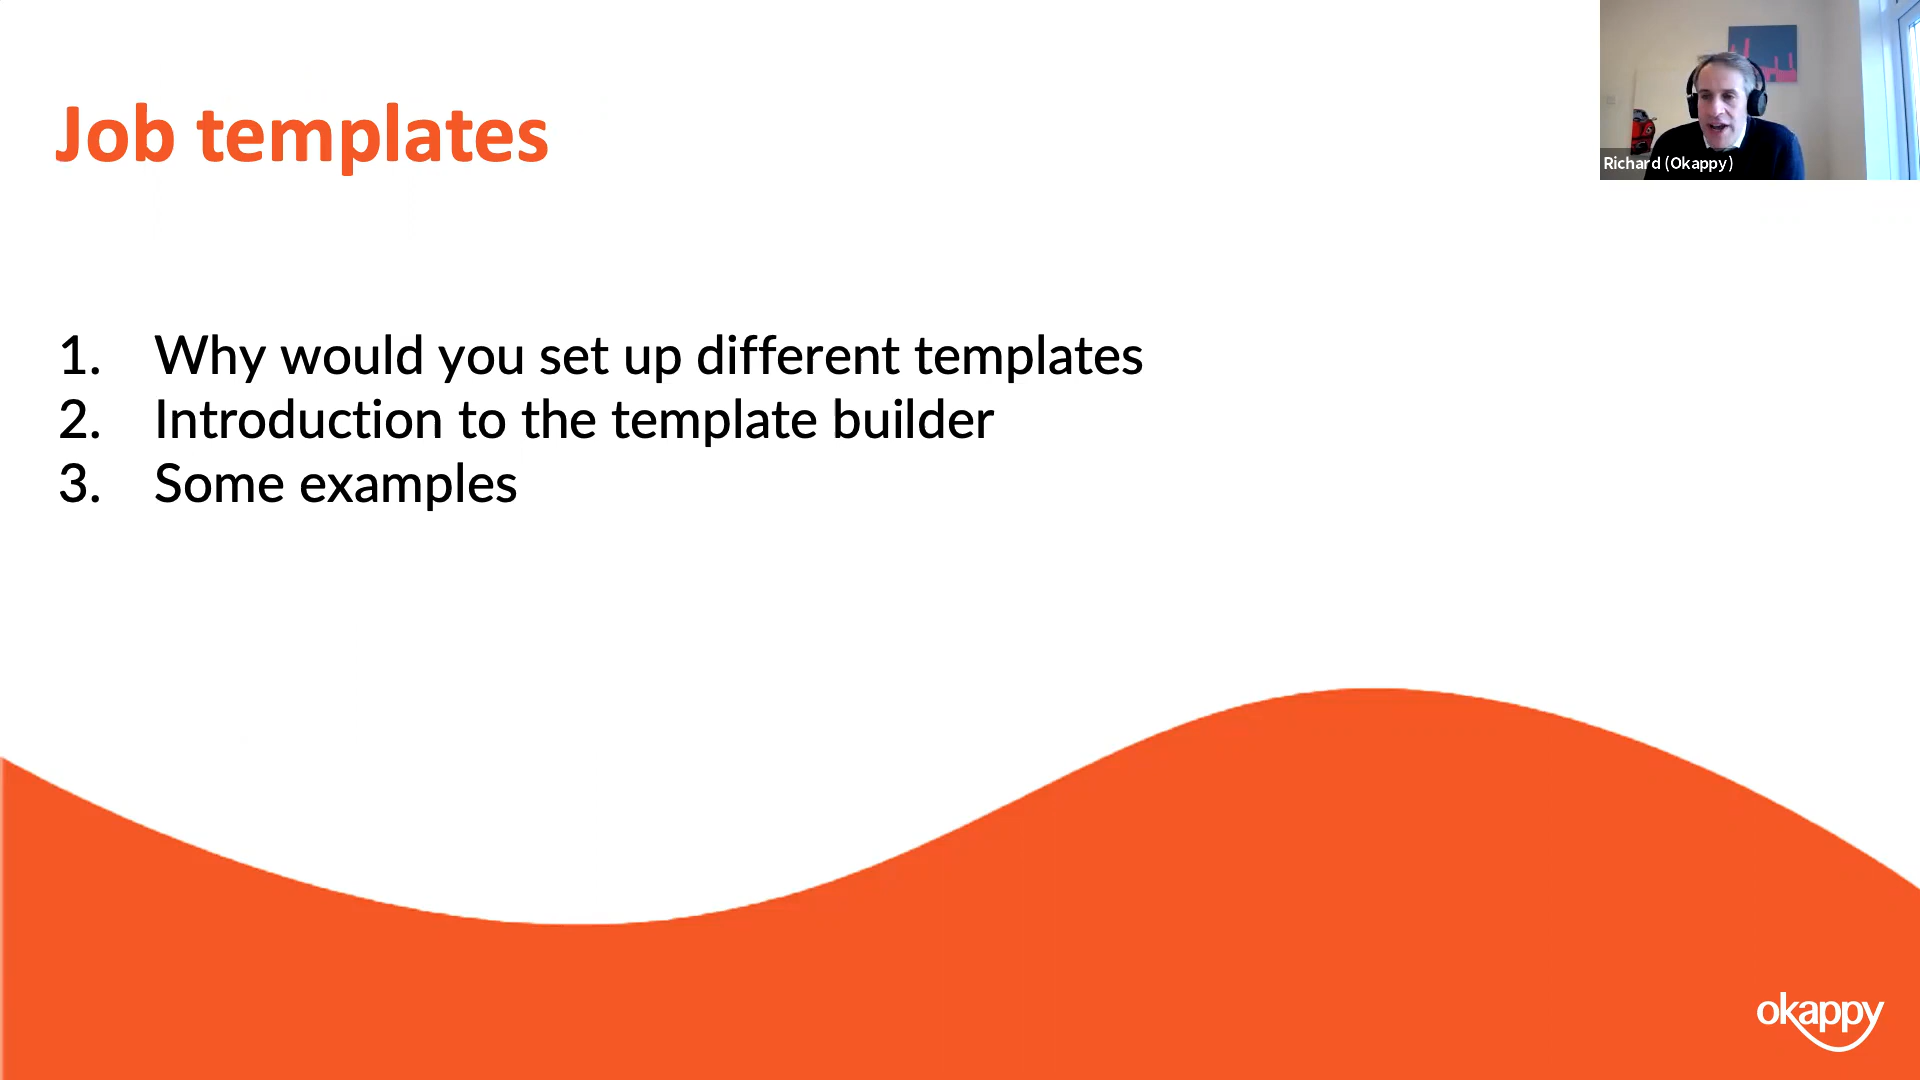 Job templates
Richard (Okappy)
1. Why would you set up different templates
2. Introduction to the template builder
3. Some examples
okappy